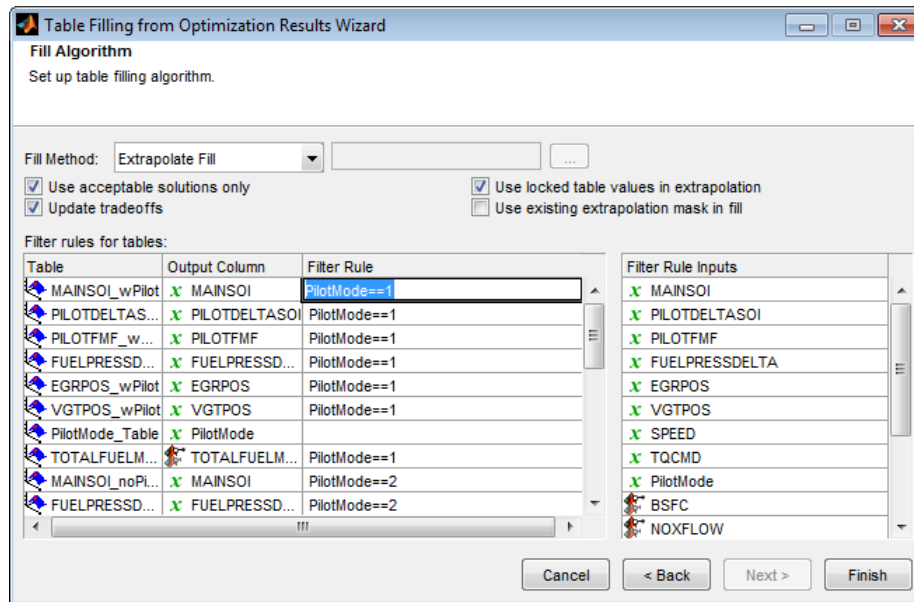 Table Filling from Optimization Results Wizard
Fill Algorithm
Set up table filling algorithm.
Fill Method: Extrapolate Fill ...
Use acceptable solutions only Use locked table values in extrapolation
Update tradeoffs Use existing extrapolation mask in fill
Filter rules for tables:
Table Output Column Filter Rule Filter Rule Inputs
MAINSOI_wPilot x MAINSOI PilotMode==1 x MAINSOI
PILOTDELTAS... x PILOTDELTASOI PilotMode==1 x PILOTDELTASOI
PILOTFMF_w... x PILOTFMF PilotMode==1 x PILOTFMF
FUELPRESSD... x FUELPRESSD... PilotMode==1 x FUELPRESSDELTA
EGRPOS_wPilot x EGRPOS PilotMode==1 x EGRPOS
VGTPOS_wPilot x VGTPOS PilotMode==1 x VGTPOS
PilotMode_Table x PilotMode x SPEED
TOTALFUELM... TOTALFUELM... PilotMode==1 x TQCMD
MAINSOI_noPi... x MAINSOI PilotMode==2 x PilotMode
FUELPRESSD... x FUELPRESSD... PilotMode==2 BSFC
NOXFLOW
Cancel < Back Next > Finish